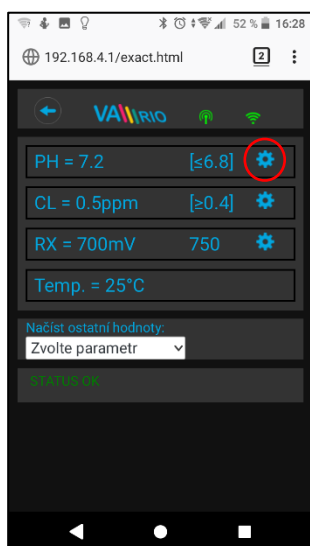 52 % 16:28
192.168.4.1/exact.html 2
VA RIO
PH = 7.2 [≤6.8]
CL = 0.5ppm [≥0.4]
RX = 700mV 750
Temp. = 25°C
Načíst ostatní hodnoty:
Zvolte parametr
STATUS OK